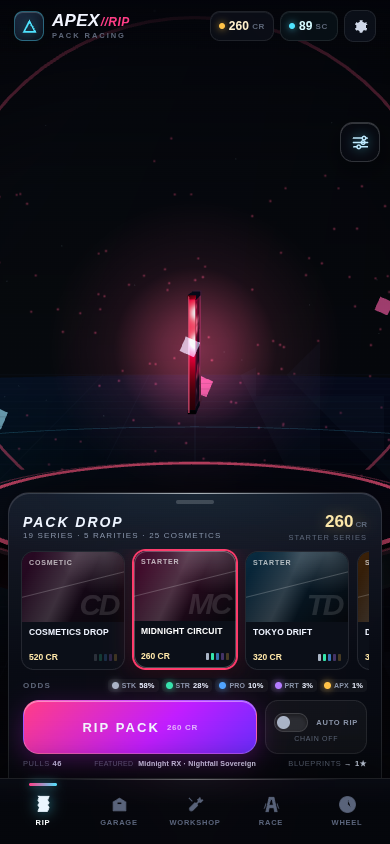 APEX//RIP
PACK RACING
260 CR
89 SC
PACK DROP
260 CR
19 SERIES · 5 RARITIES · 25 COSMETICS
STARTER SERIES
COSMETIC
CD
COSMETICS DROP
520 CR
STARTER
MC
MIDNIGHT CIRCUIT
260 CR
STARTER
TD
TOKYO DRIFT
320 CR
S
D
3
ODDS
STK 58%
STR 28%
PRO 10%
PRT 3%
APX 1%
RIP PACK 260 CR
AUTO RIP
CHAIN OFF
PULLS 46
FEATURED Midnight RX · Nightfall Sovereign
BLUEPRINTS → 1★
RIP
GARAGE
WORKSHOP
RACE
WHEEL